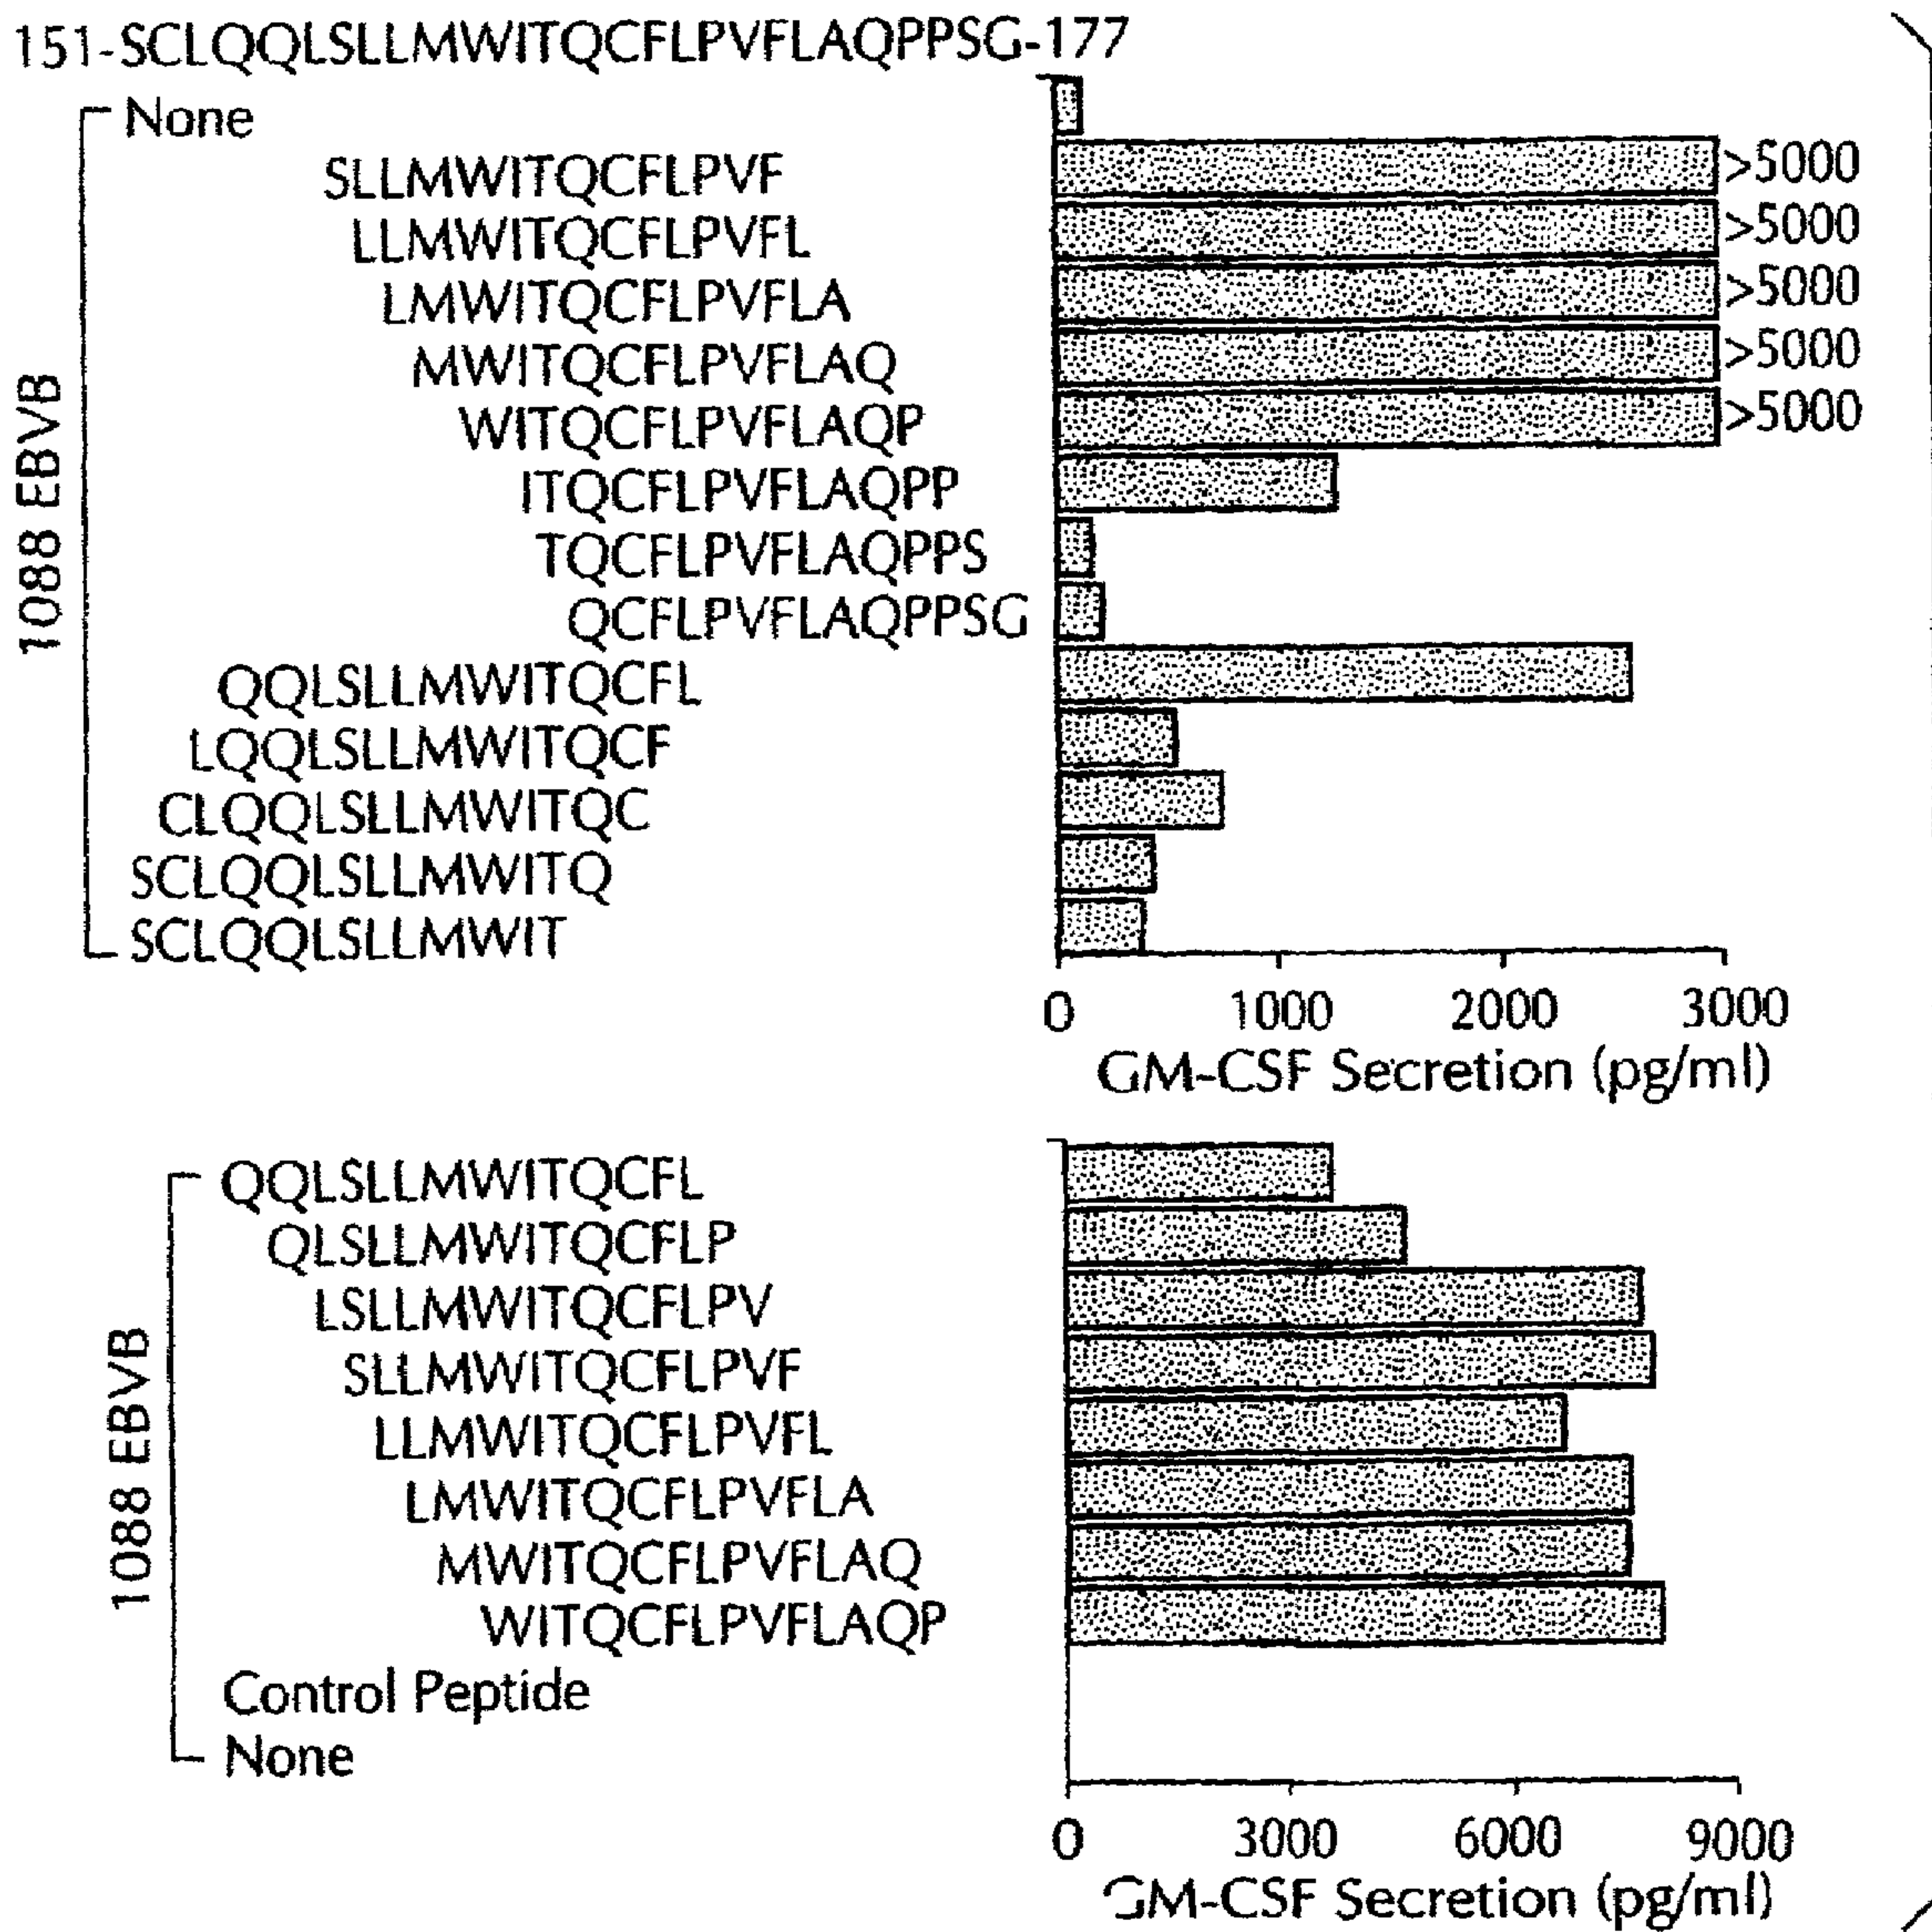 151-SCLQQLSLLMWITQCFLPVFLAQPPSG-177
1088 EBVB
None
SLLMWITQCFLPVF >5000
LLMWITQCFLPVFL >5000
LMWITQCFLPVFLA >5000
MWITQCFLPVFLAQ >5000
WITQCFLPVFLAQP >5000
ITQCFLPVFLAQPP
TQCFLPVFLAQPPS
QCFLPVFLAQPPSG
QQLSLLMWITQCFL
LQQLSLLMWITQCF
CLQQLSLLMWITQC
SCLQQLSLLMWITQ
SCLQQLSLLMWIT
0 1000 2000 3000
GM-CSF Secretion (pg/ml)
1088 EBVB
QQLSLLMWITQCFL
QLSLLMWITQCFLP
LSLLMWITQCFLPV
SLLMWITQCFLPVF
LLMWITQCFLPVFL
LMWITQCFLPVFLA
MWITQCFLPVFLAQ
WITQCFLPVFLAQP
Control Peptide
None
0 3000 6000 9000
GM-CSF Secretion (pg/ml)